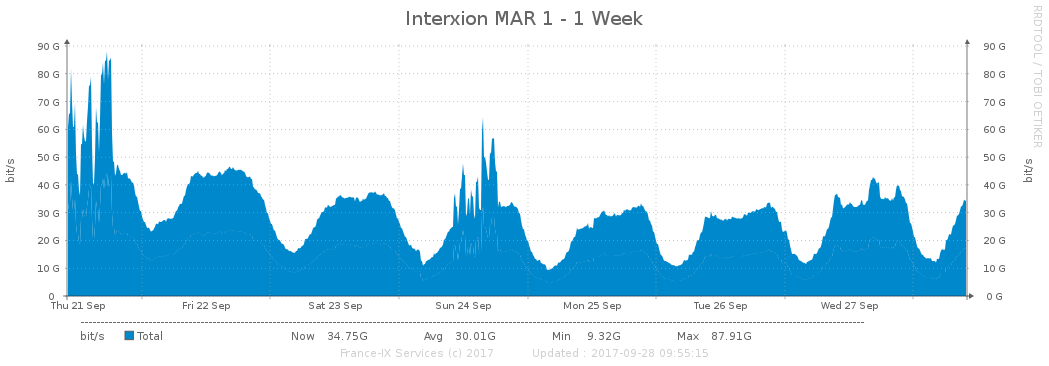 Interxion MAR 1 - 1 Week
RRDTOOL / TOBI OETIKER
90 G 90 G
80 G 80 G
70 G 70 G
60 G 60 G
50 G 50 G
40 G 40 G
30 G 30 G
20 G 20 G
10 G 10 G
0 0 G
bit/s bit/s
Thu 21 Sep Fri 22 Sep Sat 23 Sep Sun 24 Sep Mon 25 Sep Tue 26 Sep Wed 27 Sep
bit/s Total Now 34.75G Avg 30.01G Min 9.32G Max 87.91G
France-IX Services (c) 2017 Updated : 2017-09-28 09:55:15